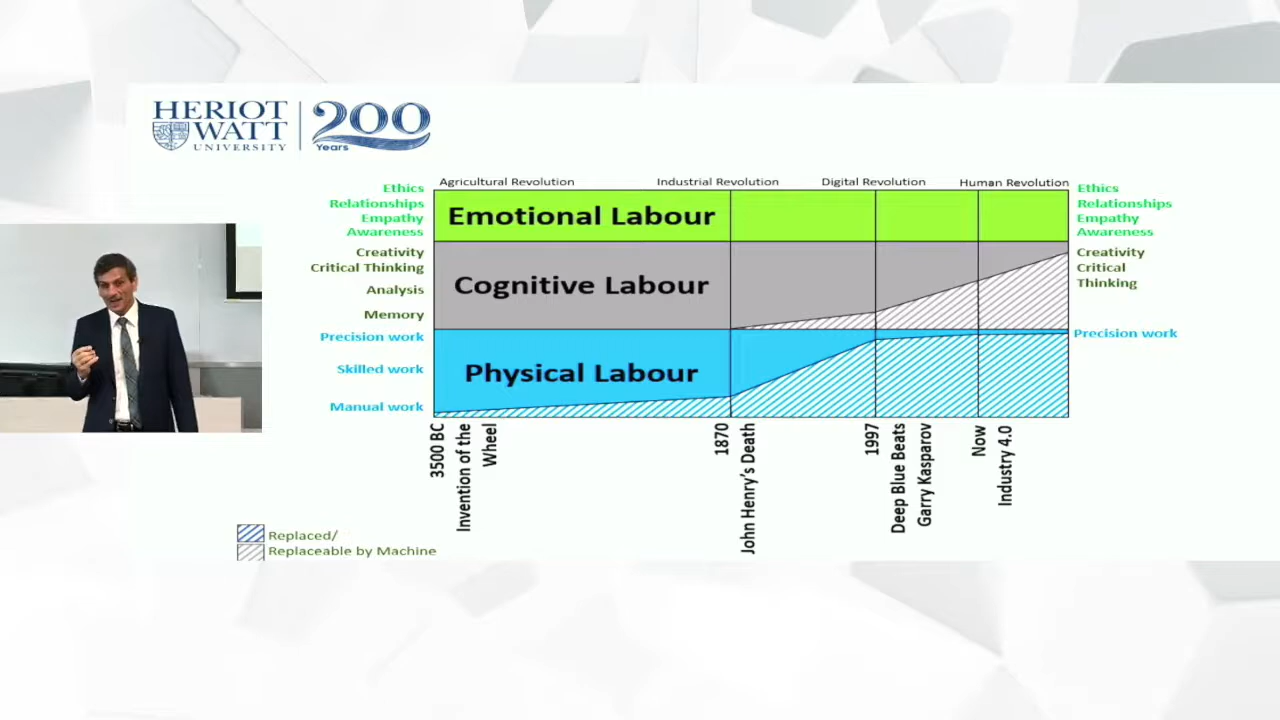 HERIOT
WATT
UNIVERSITY
200
Years
Agricultural Revolution
Industrial Revolution
Digital Revolution
Human Revolution
Ethics
Relationships
Empathy
Awareness
Creativity
Critical Thinking
Analysis
Memory
Precision work
Skilled work
Manual work
Emotional Labour
Cognitive Labour
Physical Labour
Ethics
Relationships
Empathy
Awareness
Creativity
Critical
Thinking
Precision work
3500 BC
Invention of the
Wheel
1870
John Henry's Death
1997
Deep Blue Beats
Garry Kasparov
Now
Industry 4.0
Replaced/
Replaceable by Machine